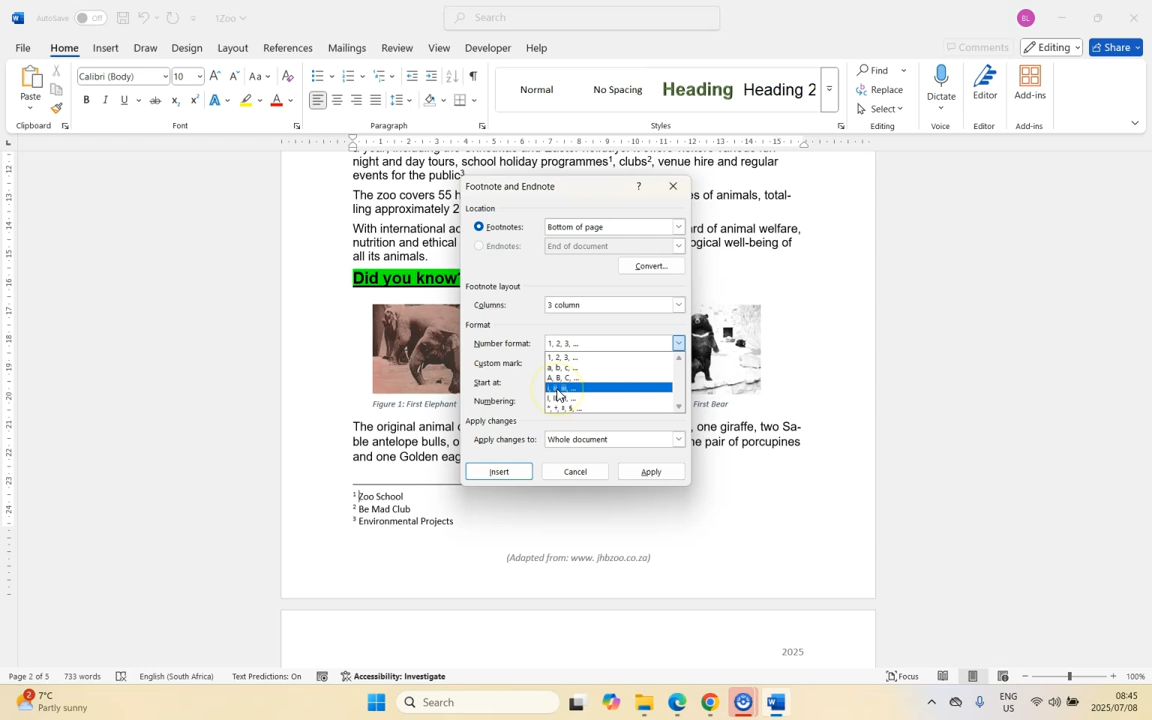 AutoSave Off 1Zoo Search BL
File Home Insert Draw Design Layout References Mailings Review View Developer Help Comments Editing Share
Paste Calibri (Body) 10 Aa Normal No Spacing Heading Heading 2 Find Replace Select Dictate Editor Add-ins
Clipboard Font Paragraph Styles Editing Voice Editor Add-ins
night and day tours, school holiday programmes¹, clubs², venue hire and regular
events for the public³
The zoo covers 55 h es of animals, total-
ling approximately 2
With international ac rd of animal welfare,
nutrition and ethical ogical well-being of
all its animals.
Did you know?
Figure 1: First Elephant First Bear
The original animal c , one giraffe, two Sa-
ble antelope bulls, o ne pair of porcupines
and one Golden eag
1 Zoo School
2 Be Mad Club
3 Environmental Projects
(Adapted from: www. jhbzoo.co.za)
2025
Footnote and Endnote ?
Location
Footnotes: Bottom of page
Endnotes: End of document
Convert...
Footnote layout
Columns: 3 column
Format
Number format: 1, 2, 3, ...
1, 2, 3, ...
a, b, c, ...
A, B, C, ...
i, ii, iii, ...
Custom mark:
Start at:
Numbering:
Apply changes
Apply changes to: Whole document
Insert Cancel Apply
Page 2 of 5 733 words English (South Africa) Text Predictions: On Accessibility: Investigate Focus 100%
2 7°C
Partly sunny
Search
ENG
US
08:45
2025/07/08